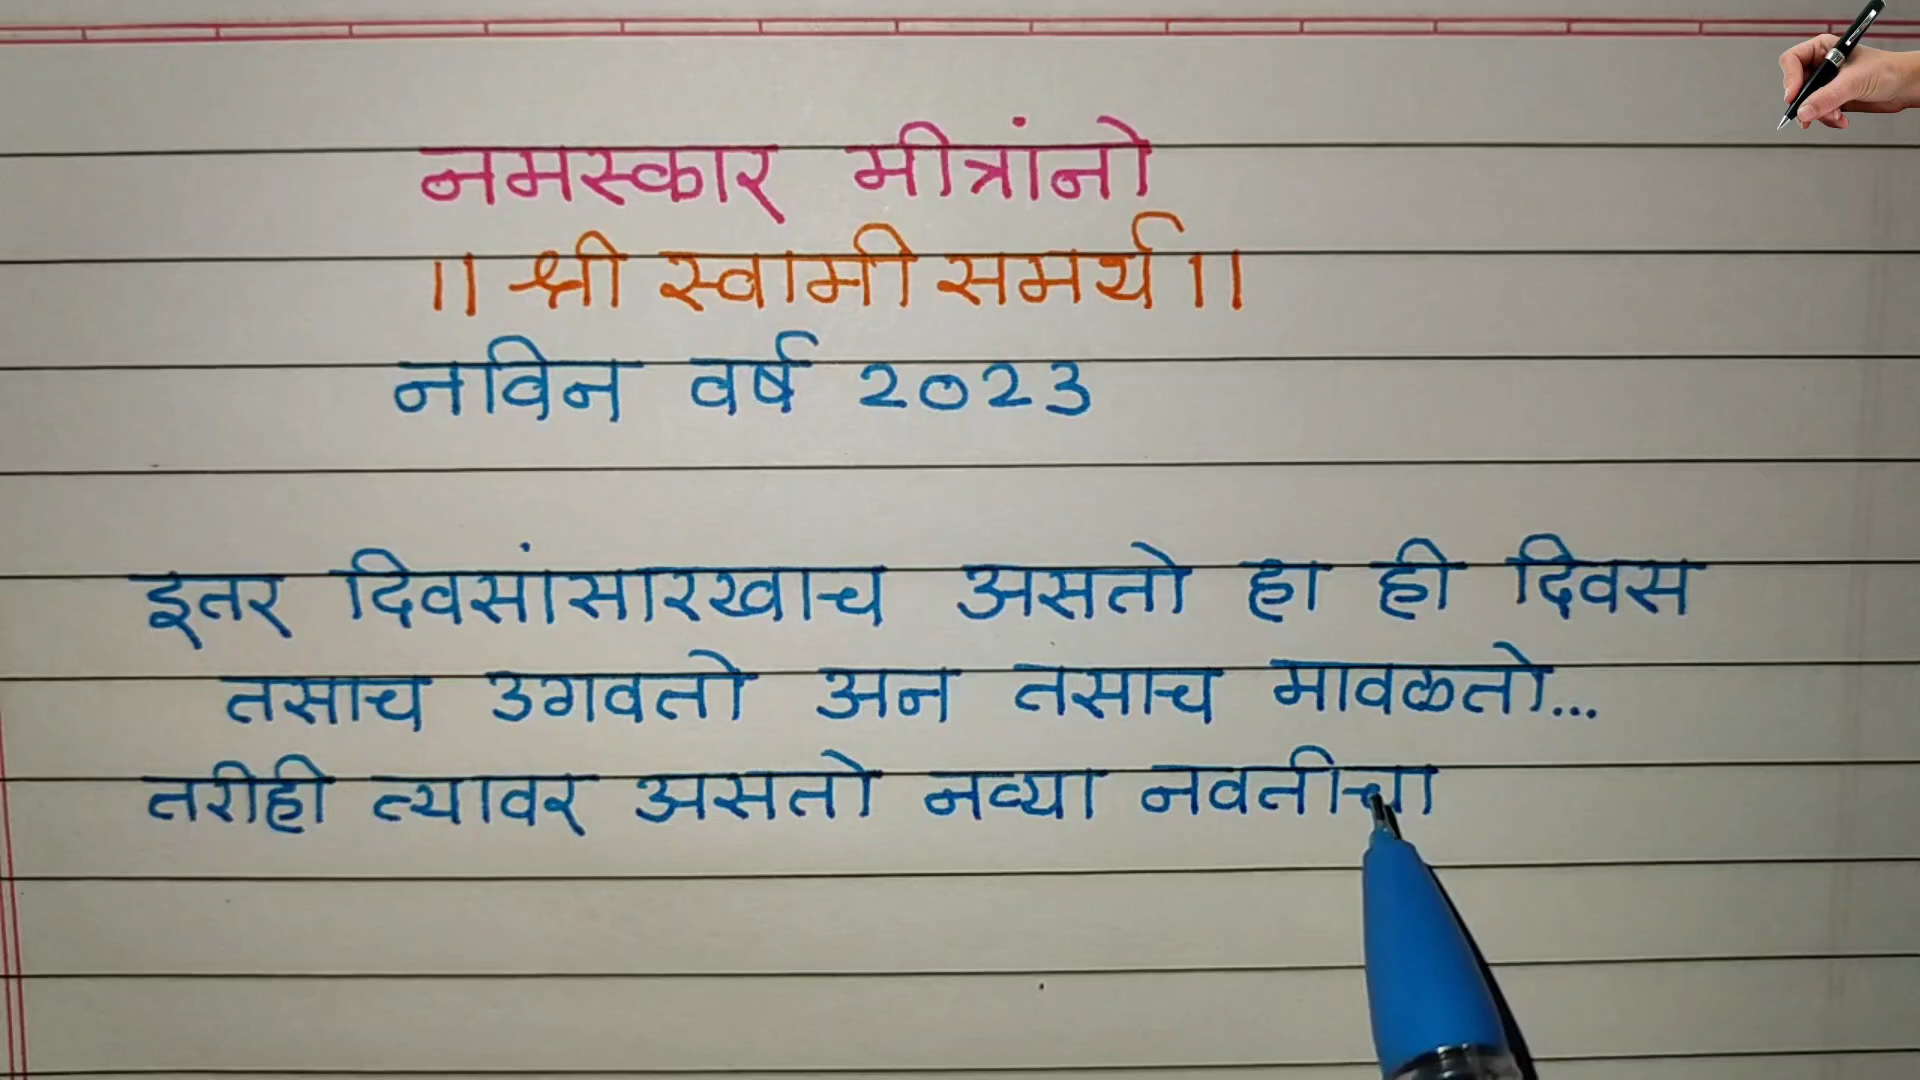 नमस्कार मीत्रांनो
।। श्री स्वामी समर्थ ।।
नविन वर्ष 2023
इतर दिवसांसारखाच असतो हा ही दिवस
तसाच उगवतो अन तसाच मावळतो...
तरीही त्यावर असतो नव्या नवतीचा